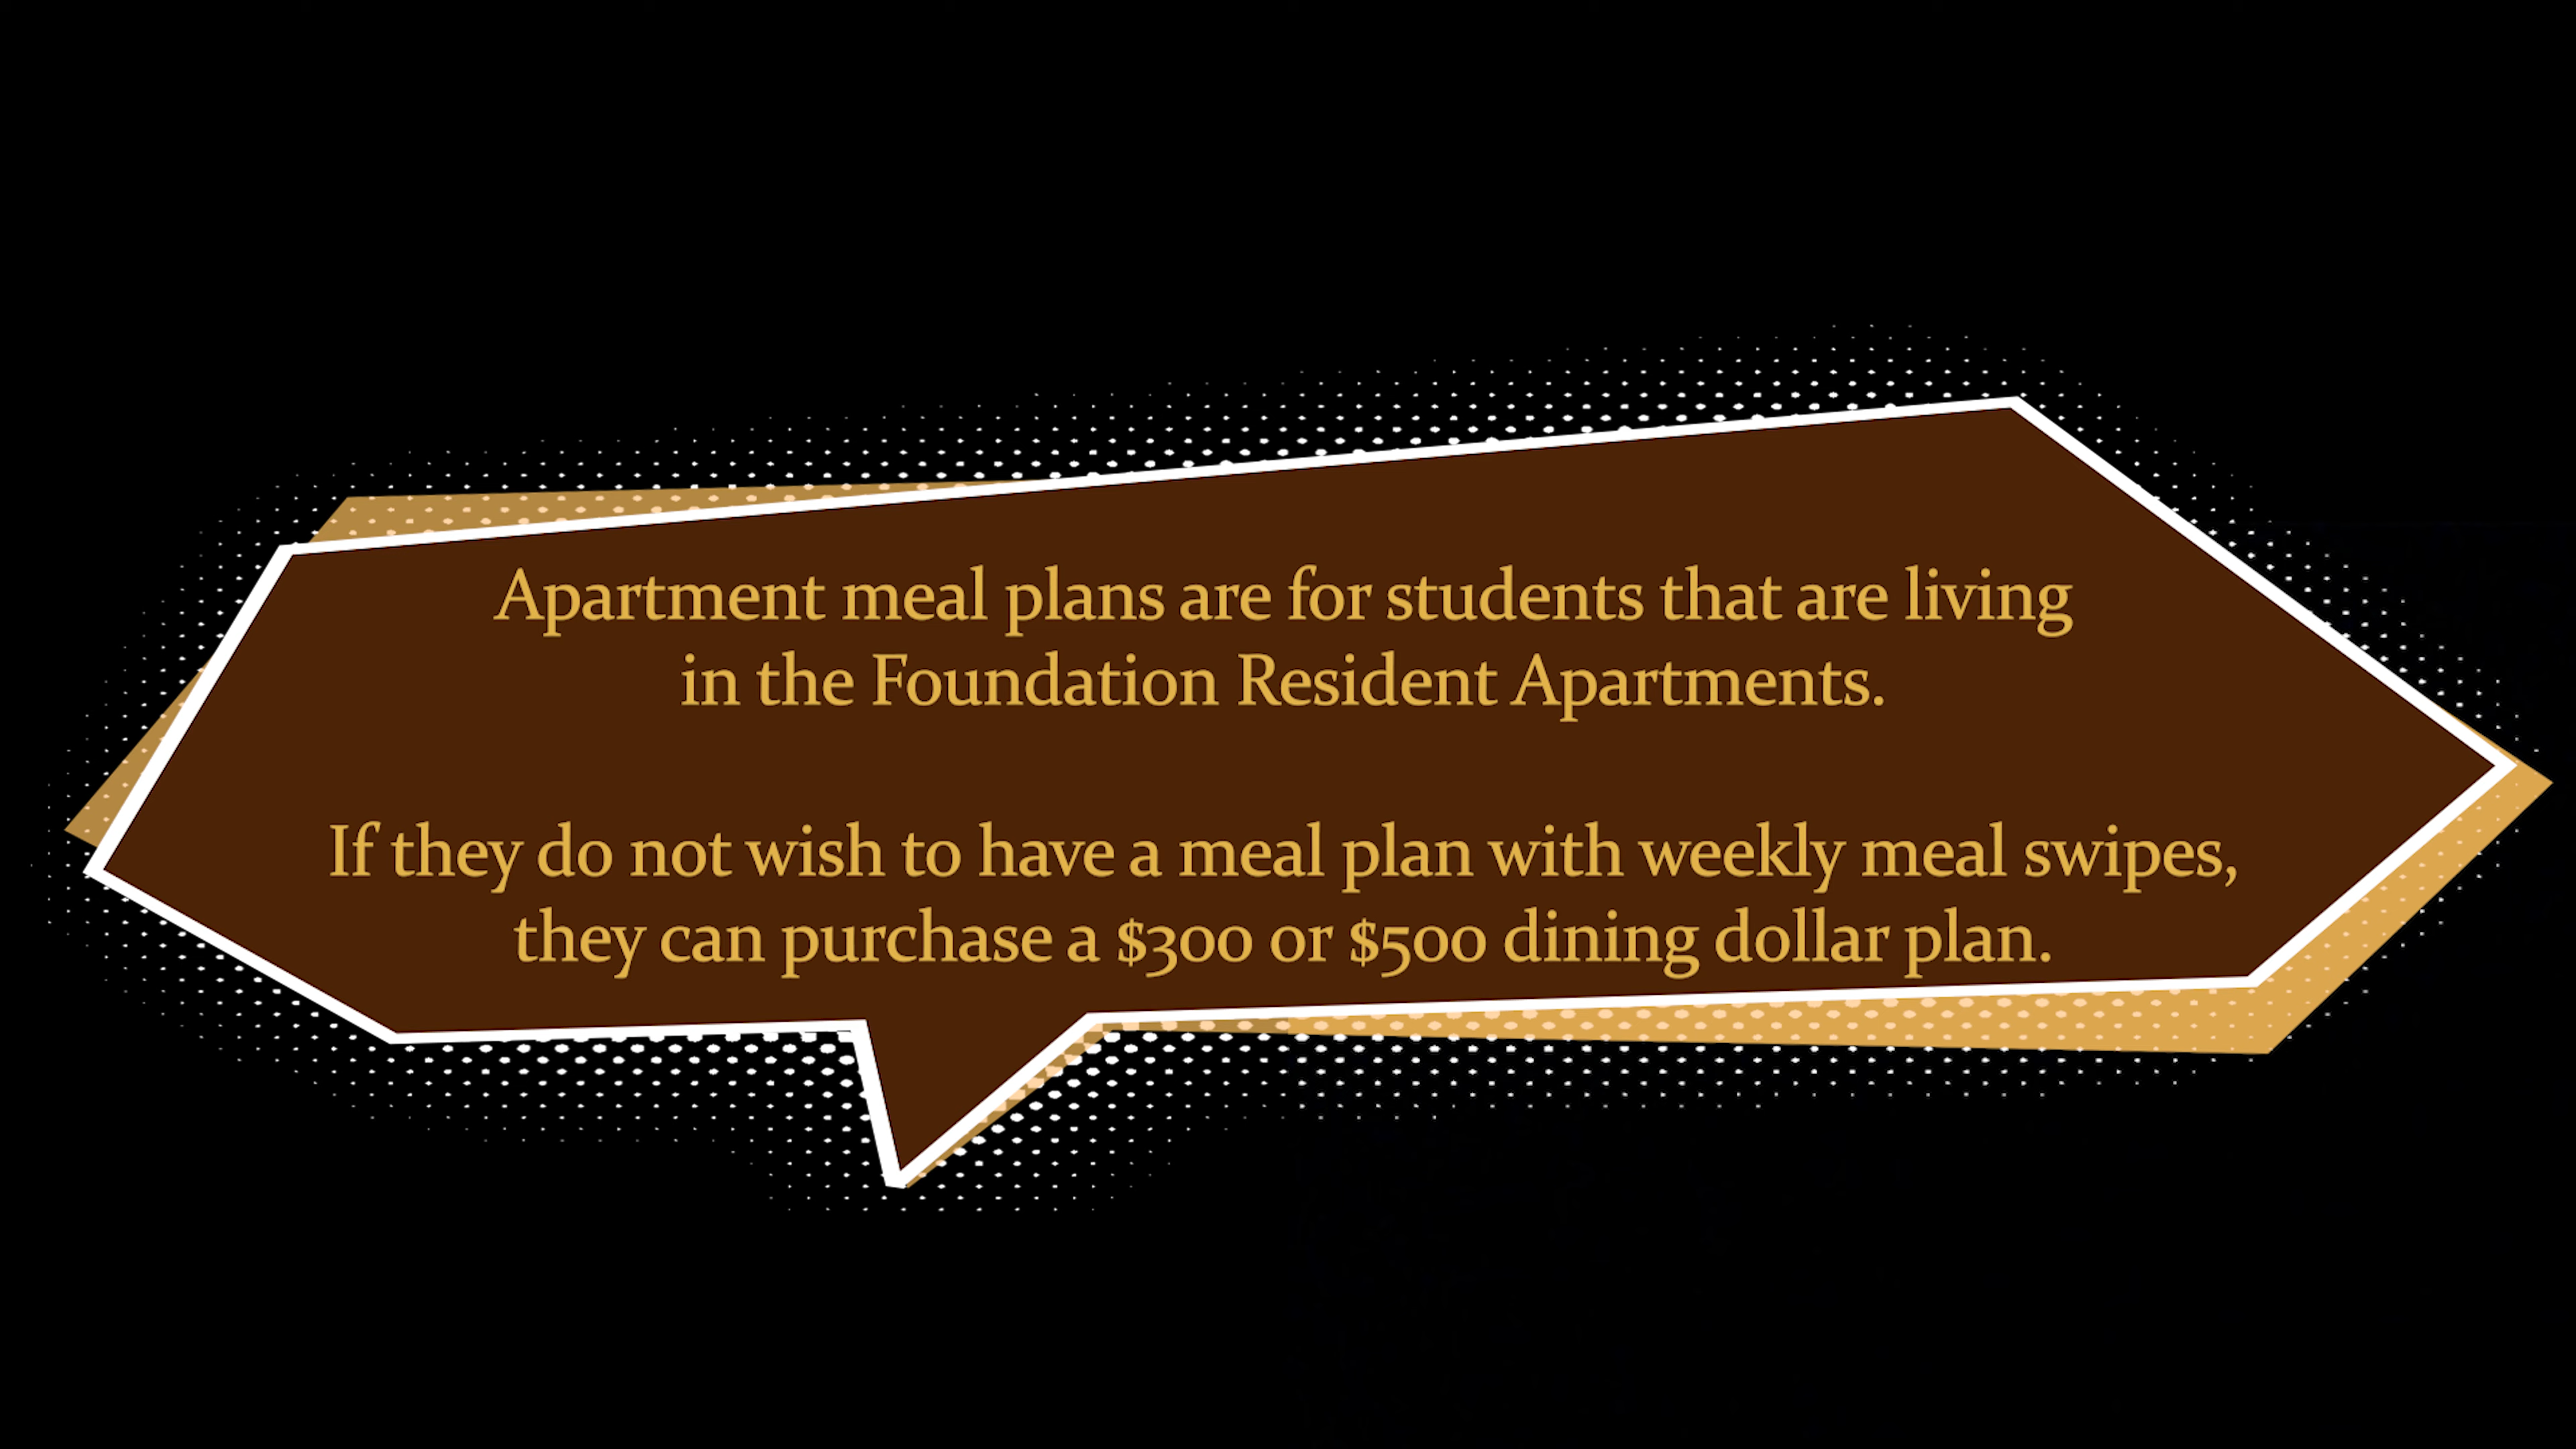 Apartment meal plans are for students that are living
in the Foundation Resident Apartments.
If they do not wish to have a meal plan with weekly meal swipes,
they can purchase a $300 or $500 dining dollar plan.